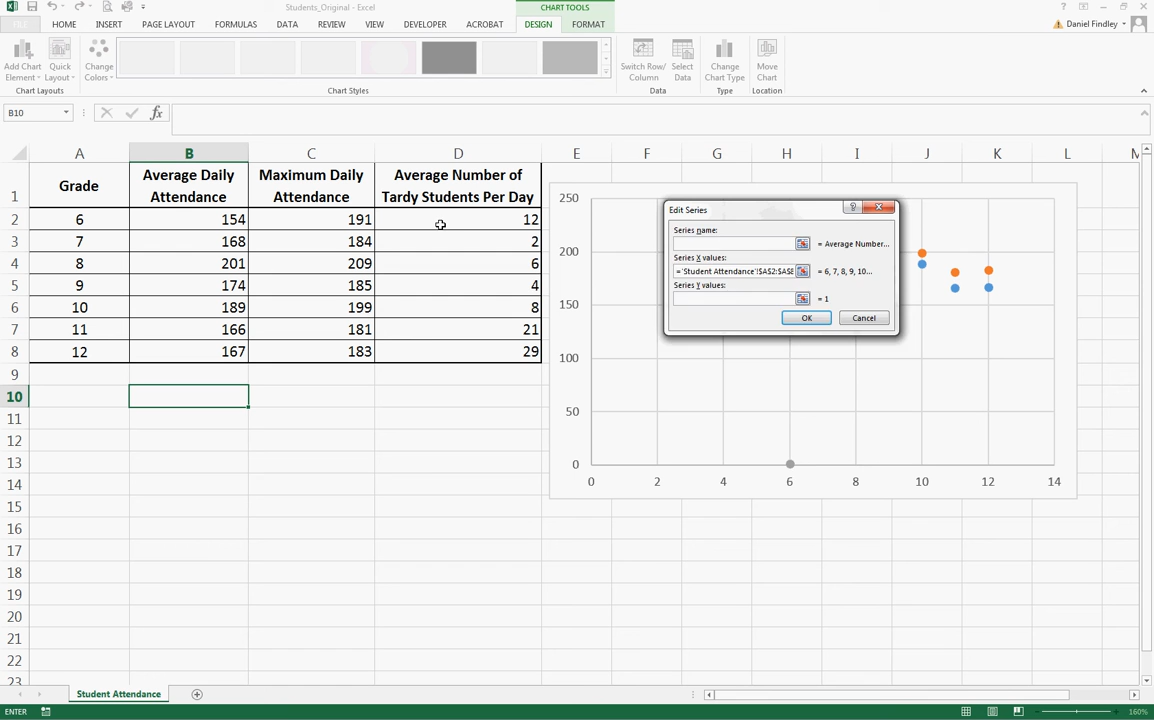 Students_Original - Excel
CHART TOOLS
? 
FILE HOME INSERT PAGE LAYOUT FORMULAS DATA REVIEW VIEW DEVELOPER ACROBAT DESIGN FORMAT
Daniel Findley
Add Chart Element
Quick Layout
Change Colors
Switch Row/ Column
Select Data
Change Chart Type
Move Chart
Chart Layouts
Chart Styles
Data
Type
Location
B10
fx
A B C D E F G H I J K L M
1 Grade Average Daily Attendance Maximum Daily Attendance Average Number of Tardy Students Per Day
2 6 154 191 12
3 7 168 184 2
4 8 201 209 6
5 9 174 185 4
6 10 189 199 8
7 11 166 181 21
8 12 167 183 29
9
10
11
12
13
14
15
16
17
18
19
20
21
22
23
250
200
150
100
50
0
0 2 4 6 8 10 12 14
Edit Series
?
Series name:
= Average Number...
Series X values:
='Student Attendance'!$A$2:$A$8 = 6, 7, 8, 9, 10...
Series Y values:
= 1
OK Cancel
Student Attendance
ENTER
160%